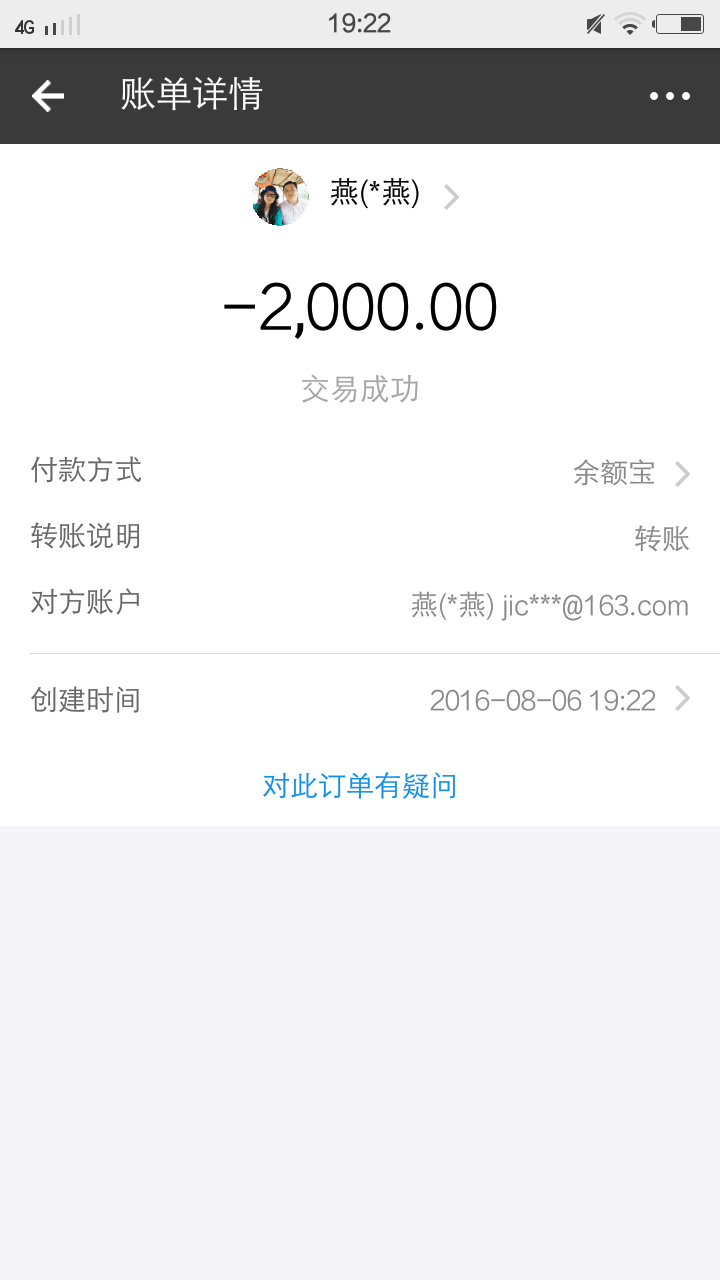 4G 19:22
账单详情
燕(*燕)
-2,000.00
交易成功
付款方式 余额宝
转账说明 转账
对方账户 燕(*燕) jic***@163.com
创建时间 2016-08-06 19:22
对此订单有疑问